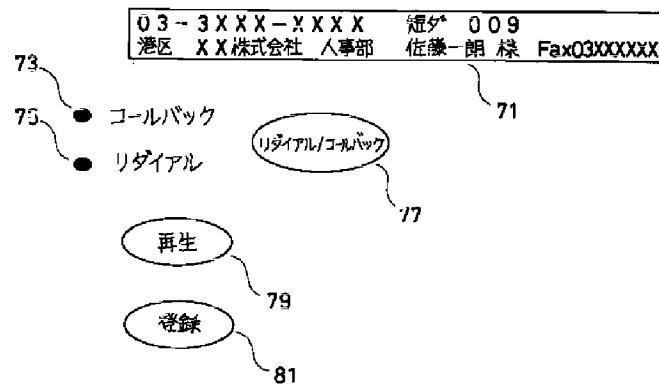 03-3XXX-XXXX 短ダ 009
港区 XX株式会社 人事部 佐藤一朗 様 Fax03XXXXXX
71
73
コールバック
75
リダイアル
リダイアル/コールバック
77
再生
79
登録
81